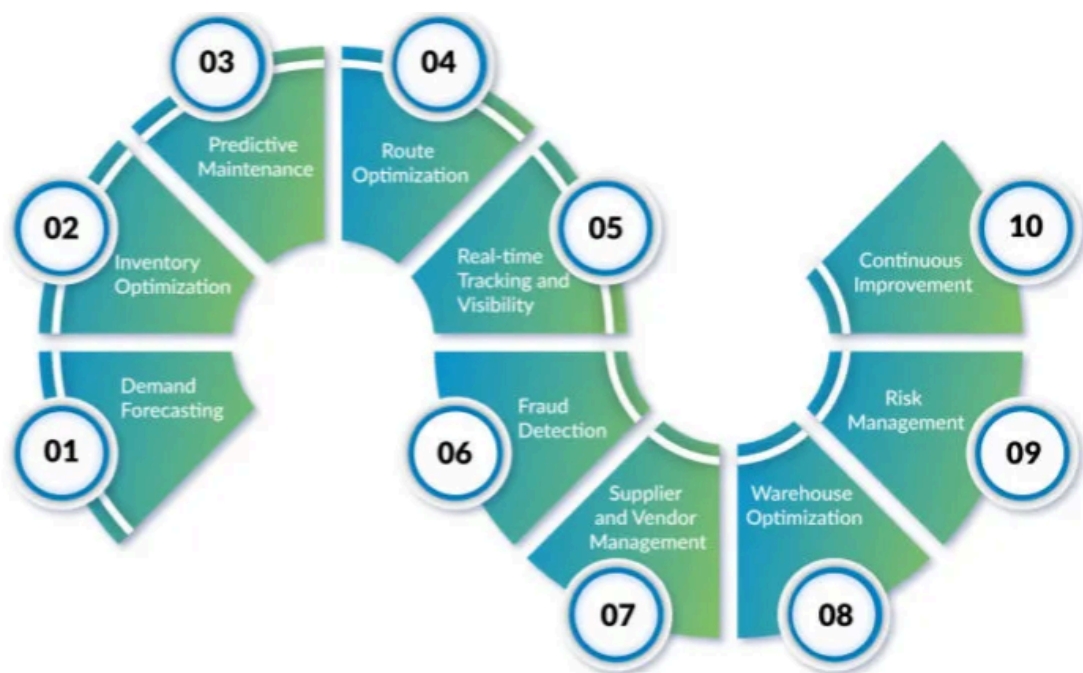 01
Demand
Forecasting
02
Inventory
Optimization
03
Predictive
Maintenance
04
Route
Optimization
05
Real-time
Tracking and
Visibility
06
Fraud
Detection
07
Supplier
and Vendor
Management
08
Warehouse
Optimization
09
Risk
Management
10
Continuous
Improvement